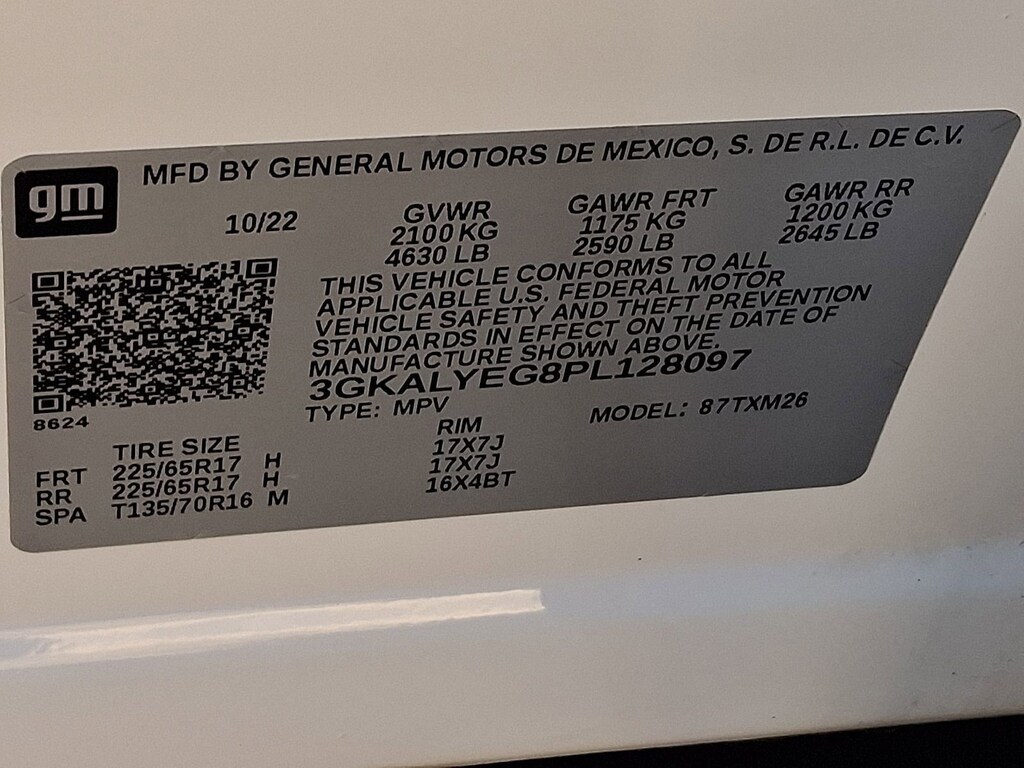 gm
MFD BY GENERAL MOTORS DE MEXICO, S. DE R.L. DE C.V.
10/22 GVWR GAWR FRT GAWR RR
2100 KG 1175 KG 1200 KG
4630 LB 2590 LB 2645 LB
THIS VEHICLE CONFORMS TO ALL
APPLICABLE U.S. FEDERAL MOTOR
VEHICLE SAFETY AND THEFT PREVENTION
STANDARDS IN EFFECT ON THE DATE OF
MANUFACTURE SHOWN ABOVE.
3GKALYEG8PL128097
8624
TYPE: MPV MODEL: 87TXM26
TIRE SIZE RIM
FRT 225/65R17 H 17X7J
RR 225/65R17 H 17X7J
SPA T135/70R16 M 16X4BT